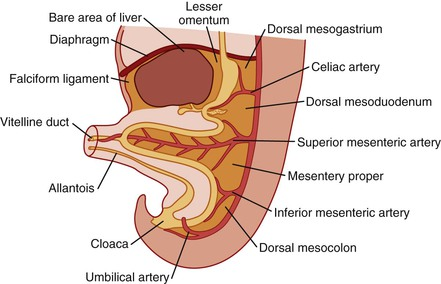 Lesser
omentum
Bare area of liver
Diaphragm
Falciform ligament
Vitelline duct
Allantois
Cloaca
Umbilical artery
Dorsal mesogastrium
Celiac artery
Dorsal mesoduodenum
Superior mesenteric artery
Mesentery proper
Inferior mesenteric artery
Dorsal mesocolon